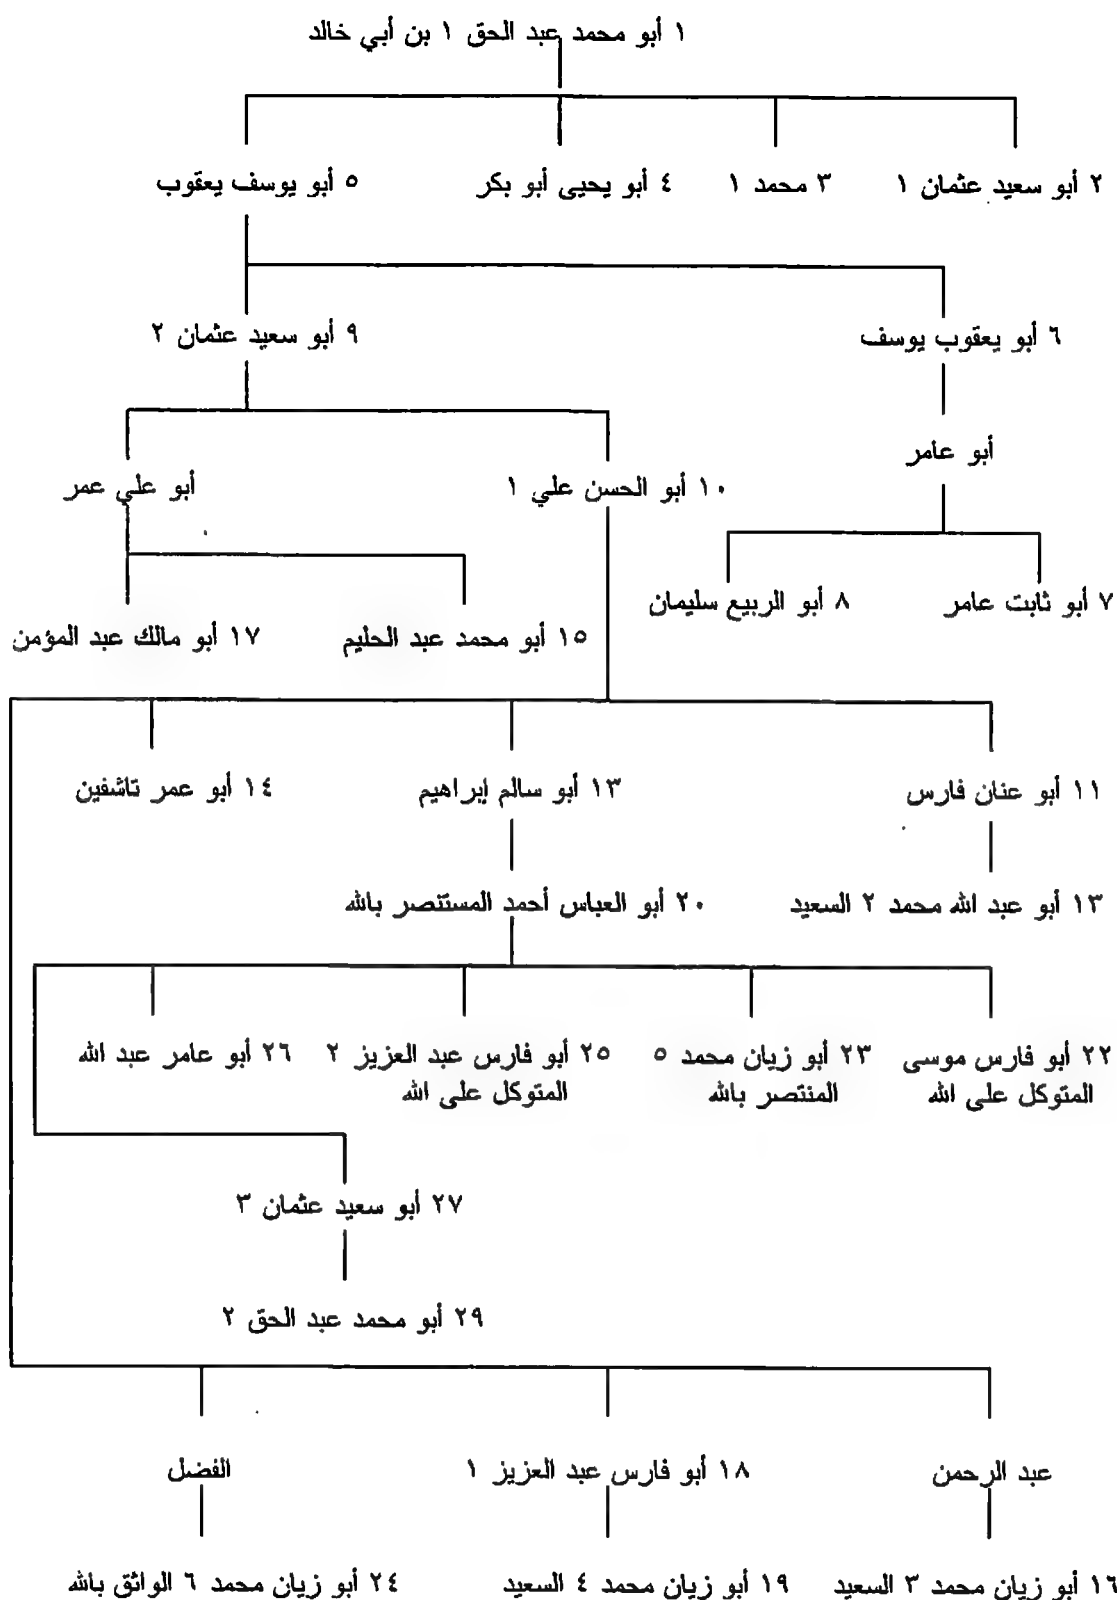 ١ أبو محمد عبد الحق ١ بن أبي خالد
٢ أبو سعيد عثمان ١
٣ محمد ١
٤ أبو يحيى أبو بكر
٥ أبو يوسف يعقوب
٦ أبو يعقوب يوسف
٩ أبو سعيد عثمان ٢
أبو عامر
١٠ أبو الحسن علي ١
أبو علي عمر
٧ أبو ثابت عامر
٨ أبو الربيع سليمان
١٥ أبو محمد عبد الحليم
١٧ أبو مالك عبد المؤمن
١١ أبو عنان فارس
١٣ أبو سالم إبراهيم
١٤ أبو عمر تاشفين
١٣ أبو عبد الله محمد ٢ السعيد
٢٠ أبو العباس أحمد المستنصر بالله
٢٢ أبو فارس موسى
المتوكل على الله
٢٣ أبو زيان محمد ٥
المنتصر بالله
٢٥ أبو فارس عبد العزيز ٢
المتوكل على الله
٢٦ أبو عامر عبد الله
٢٧ أبو سعيد عثمان ٣
٢٩ أبو محمد عبد الحق ٢
عبد الرحمن
١٨ أبو فارس عبد العزيز ١
الفضل
١٦ أبو زيان محمد ٣ السعيد
١٩ أبو زيان محمد ٤ السعيد
٢٤ أبو زيان محمد ٦ الواثق بالله